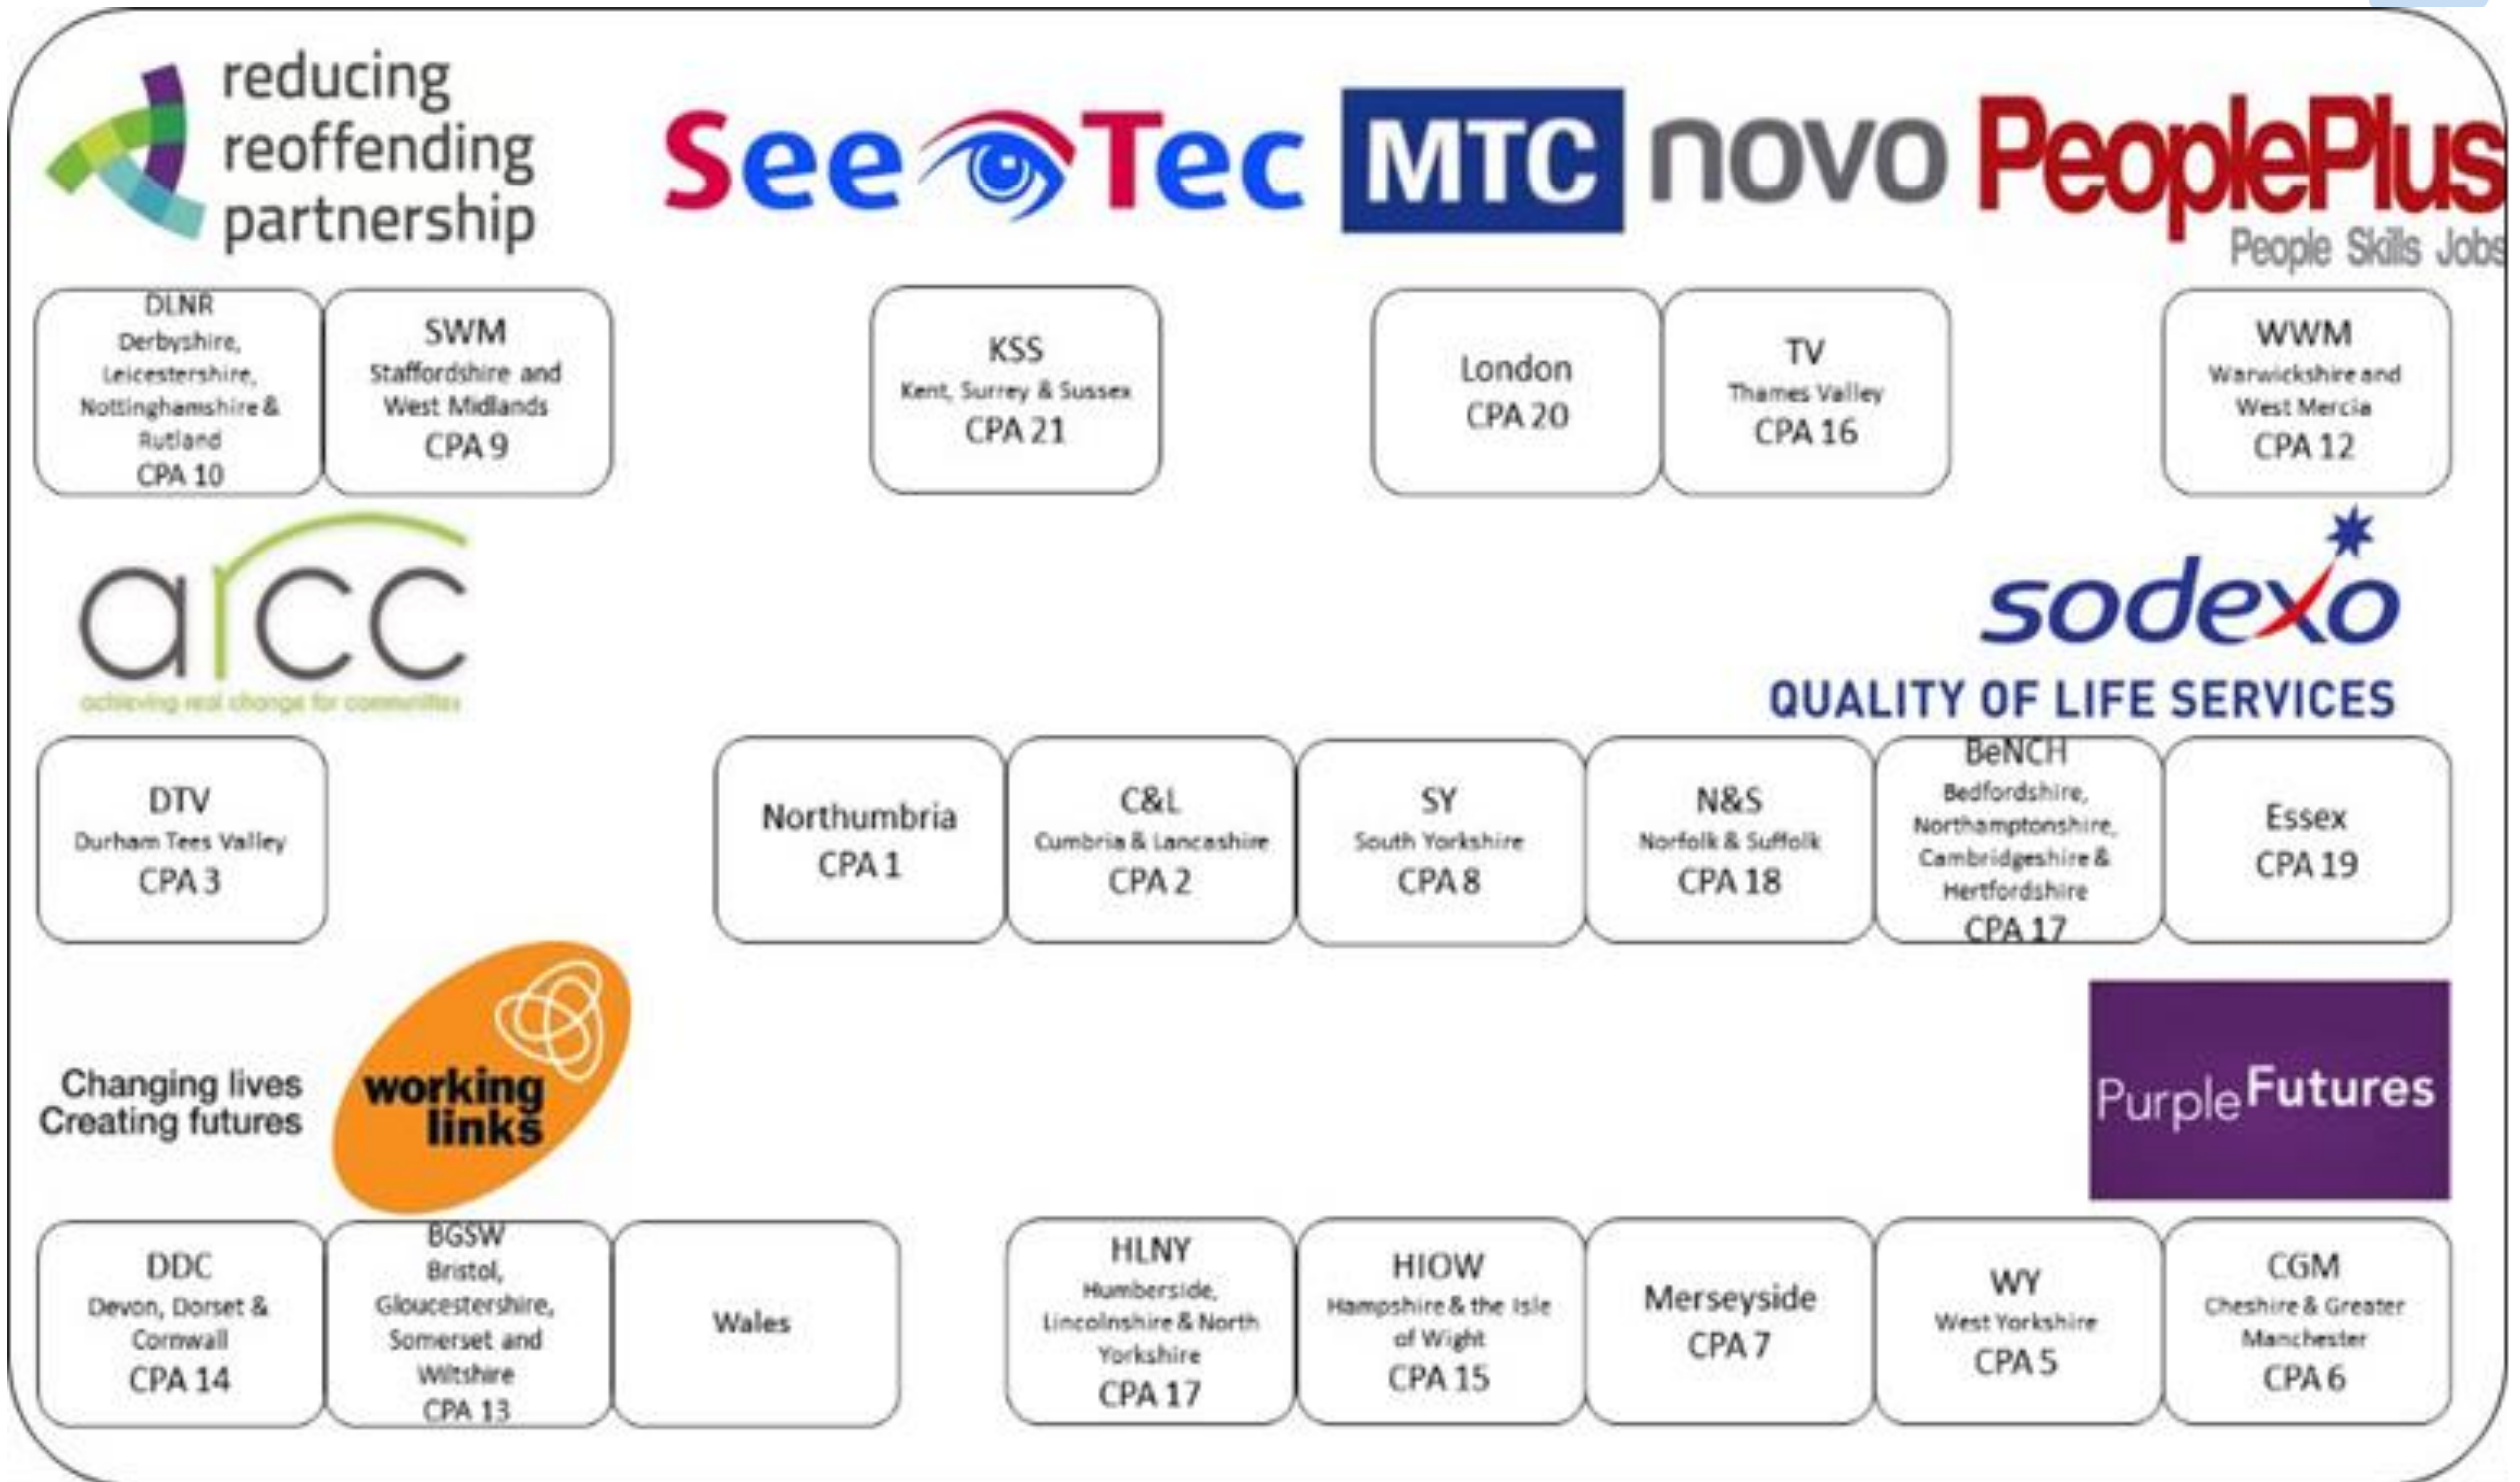 reducing
reoffending
partnership
SeeTec
MTC novo
PeoplePlus
People Skills Jobs
DLNR
Derbyshire,
Leicestershire,
Nottinghamshire &
Rutland
CPA 10
SWM
Staffordshire and
West Midlands
CPA 9
KSS
Kent, Surrey & Sussex
CPA 21
London
CPA 20
TV
Thames Valley
CPA 16
WWM
Warwickshire and
West Mercia
CPA 12
arcc
achieving real change for communities
sodexo
QUALITY OF LIFE SERVICES
DTV
Durham Tees Valley
CPA 3
Northumbria
CPA 1
C&L
Cumbria & Lancashire
CPA 2
SY
South Yorkshire
CPA 8
N&S
Norfolk & Suffolk
CPA 18
BeNCH
Bedfordshire,
Northamptonshire,
Cambridgeshire &
Hertfordshire
CPA 17
Essex
CPA 19
Changing lives
Creating futures
working
links
Purple Futures
DDC
Devon, Dorset &
Cornwall
CPA 14
BGSW
Bristol,
Gloucestershire,
Somerset and
Wiltshire
CPA 13
Wales
HLNY
Humberside,
Lincolnshire & North
Yorkshire
CPA 17
HIOW
Hampshire & the Isle
of Wight
CPA 15
Merseyside
CPA 7
WY
West Yorkshire
CPA 5
CGM
Cheshire & Greater
Manchester
CPA 6